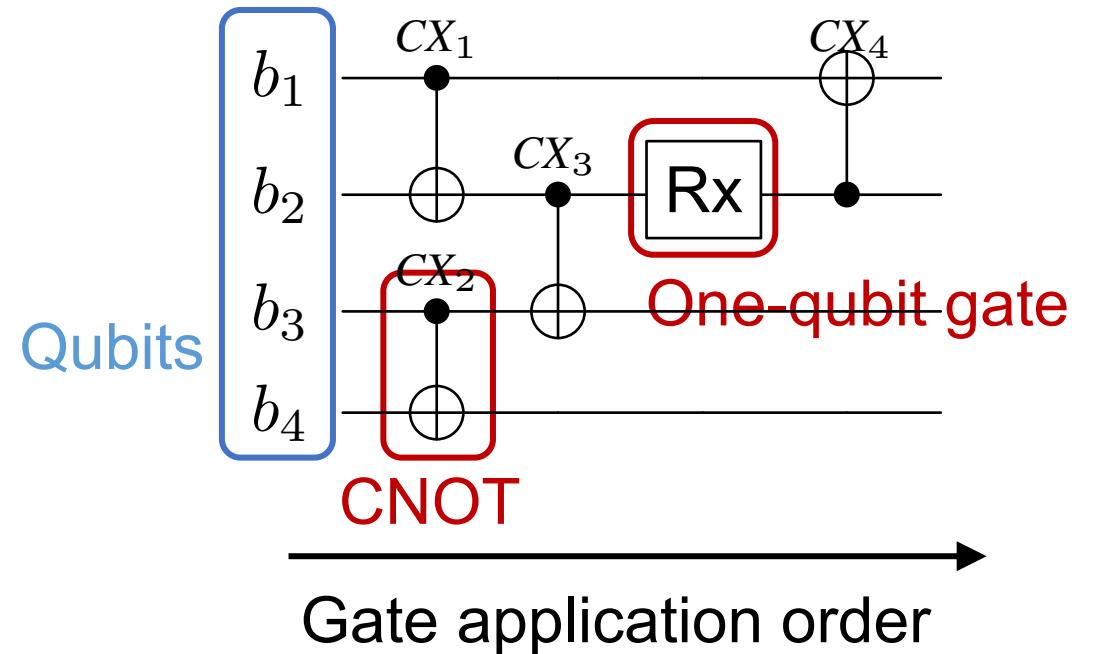 CX₁
CX₄
b₁
CX₃
b₂
Rx
CX₂
b₃
One-qubit gate
Qubits
b₄
CNOT
Gate application order